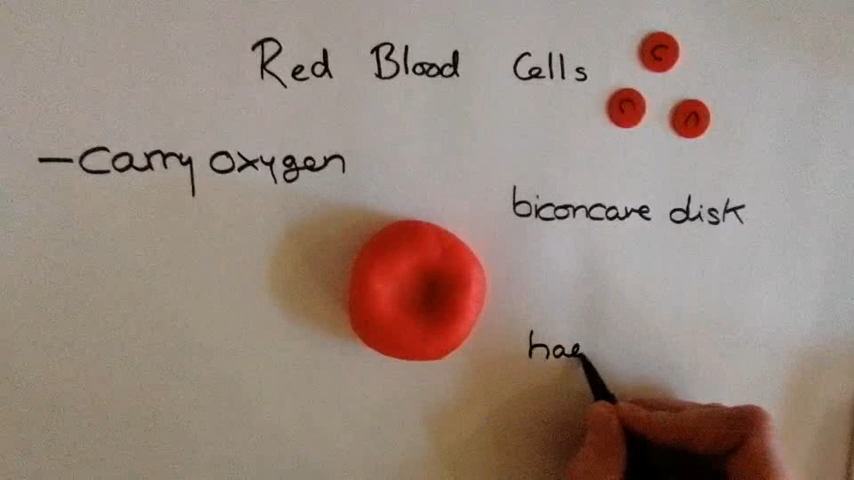 Red Blood Cells
- Carry oxygen
biconcave disk
hae